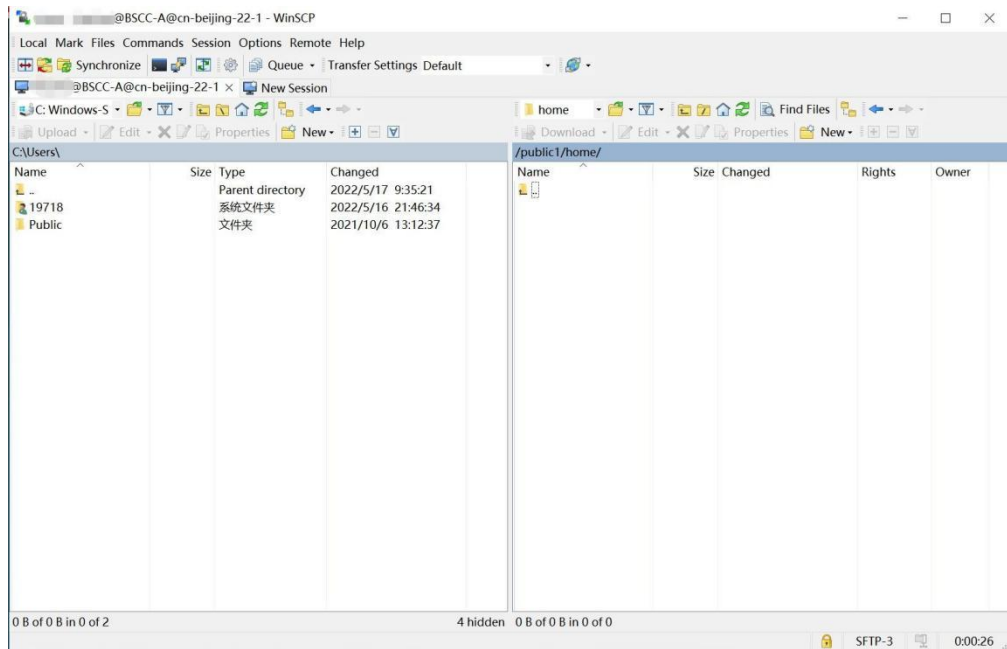 @BSCC-A@cn-beijing-22-1 - WinSCP
Local Mark Files Commands Session Options Remote Help
Synchronize Queue Transfer Settings Default
@BSCC-A@cn-beijing-22-1 × New Session
C: Windows-S home Find Files
Upload Edit Properties New Download Edit Properties New
C:\Users\ /public1/home/
Name Size Type Changed Name Size Changed Rights Owner
.. Parent directory 2022/5/17 9:35:21 ..
19718 系统文件夹 2022/5/16 21:46:34
Public 文件夹 2021/10/6 13:12:37
0 B of 0 B in 0 of 2 4 hidden 0 B of 0 B in 0 of 0
SFTP-3 0:00:26